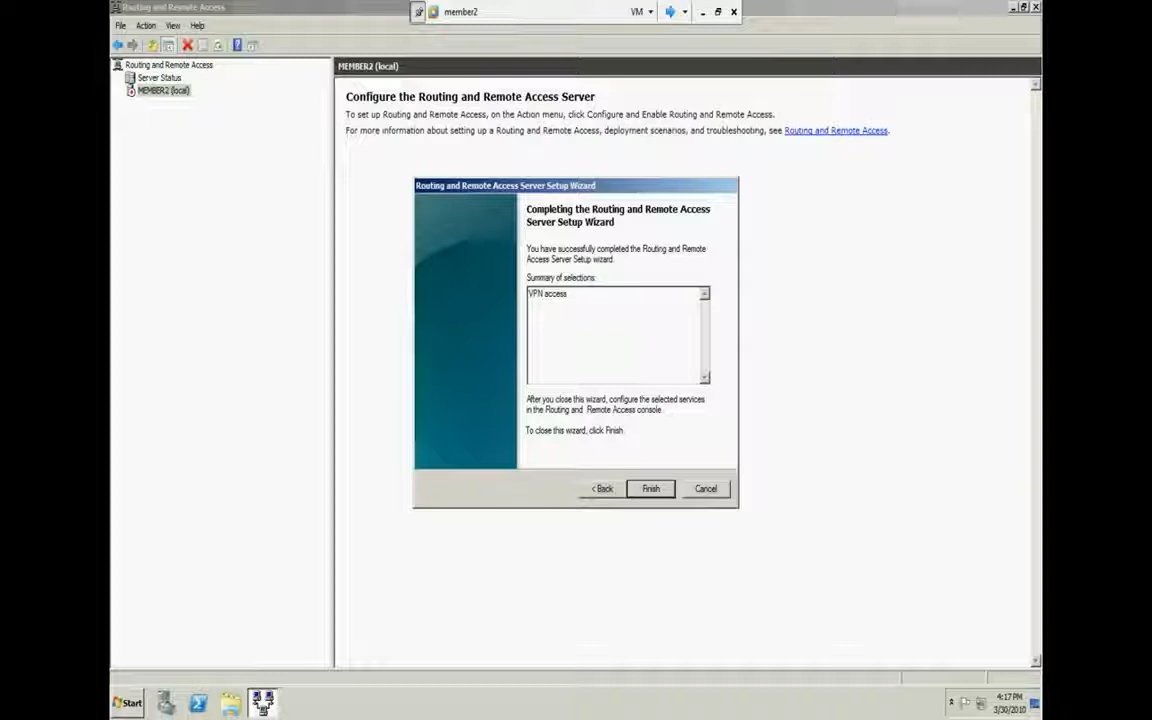 Routing and Remote Access
member2
VM
File Action View Help
Routing and Remote Access
Server Status
MEMBER2 (local)
MEMBER2 (local)
Configure the Routing and Remote Access Server
To set up Routing and Remote Access, on the Action menu, click Configure and Enable Routing and Remote Access.
For more information about setting up a Routing and Remote Access, deployment scenarios, and troubleshooting, see Routing and Remote Access.
Routing and Remote Access Server Setup Wizard
Completing the Routing and Remote Access
Server Setup Wizard
You have successfully completed the Routing and Remote
Access Server Setup wizard.
Summary of selections:
VPN access
After you close this wizard, configure the selected services
in the Routing and Remote Access console.
To close this wizard, click Finish.
< Back Finish Cancel
Start
4:17 PM
3/30/2010